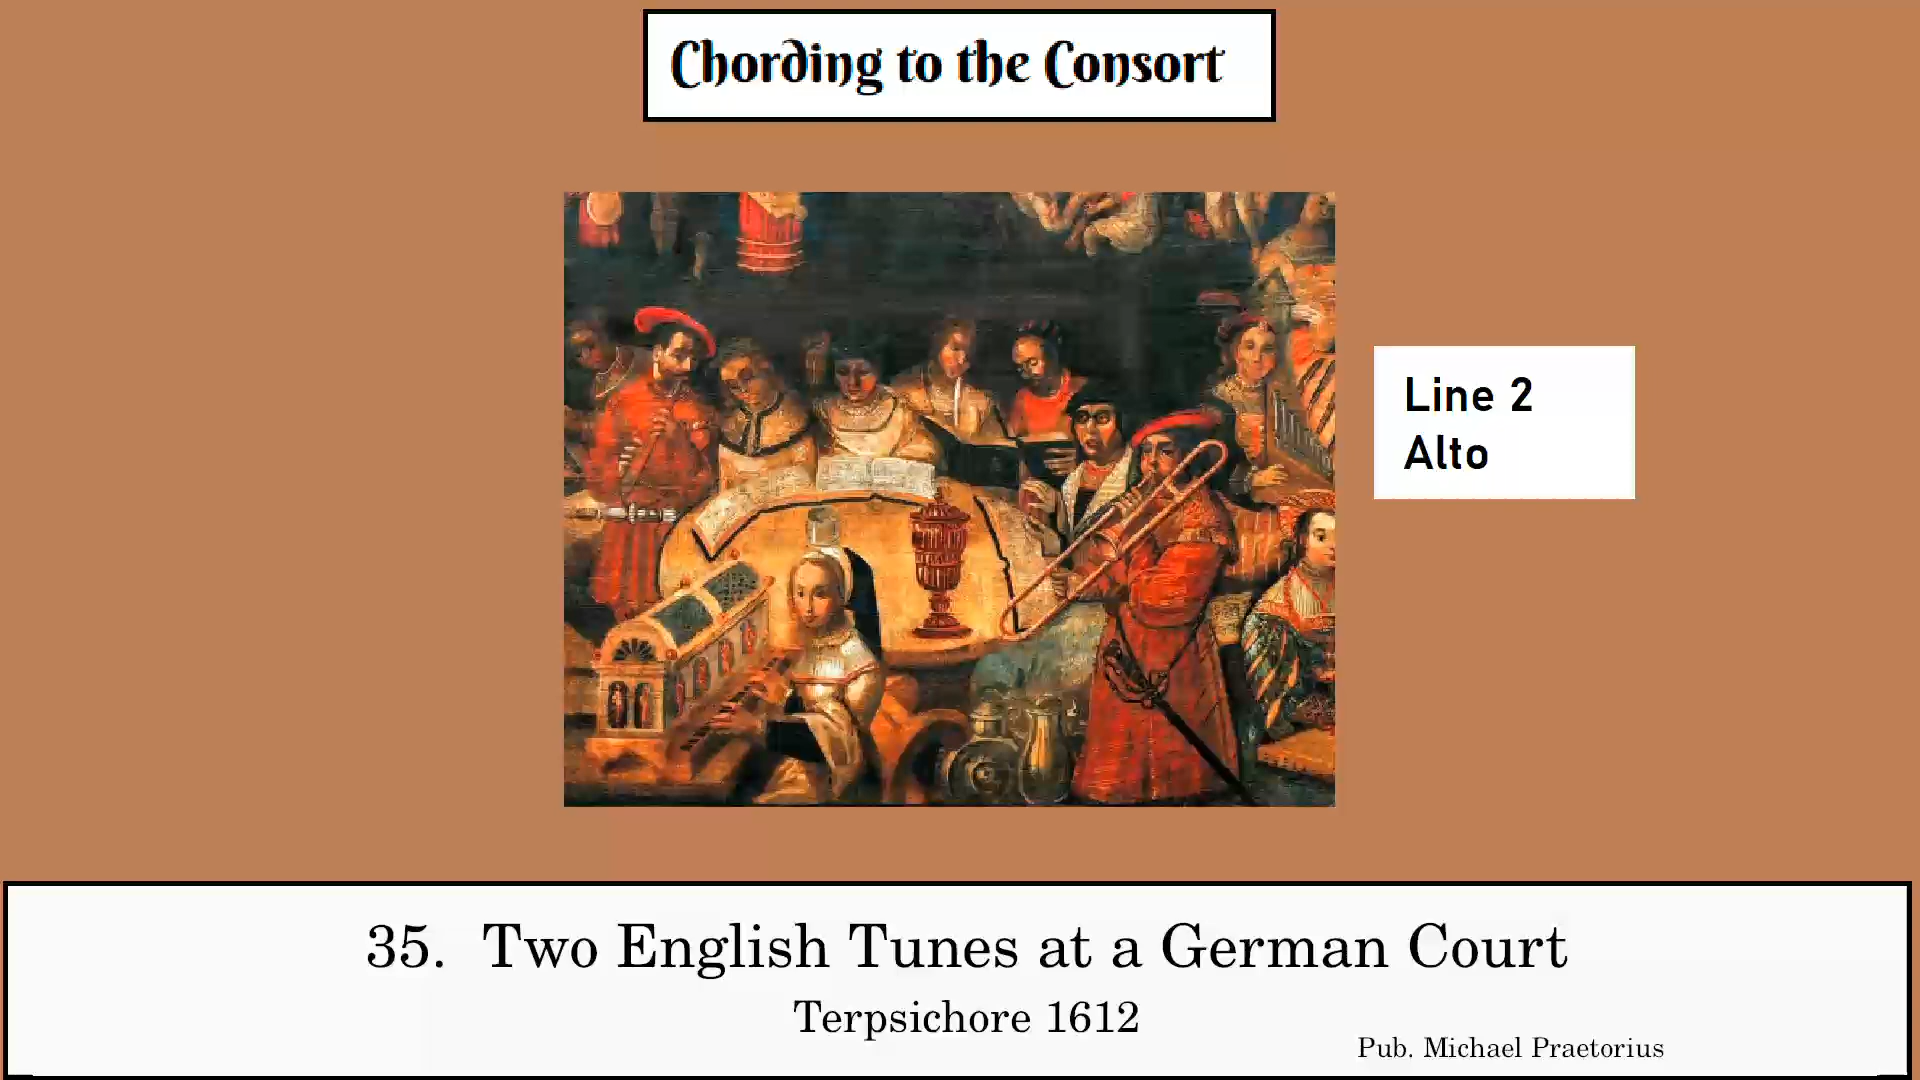 Chording to the Consort
Line 2
Alto
35. Two English Tunes at a German Court
Terpsichore 1612
Pub. Michael Praetorius